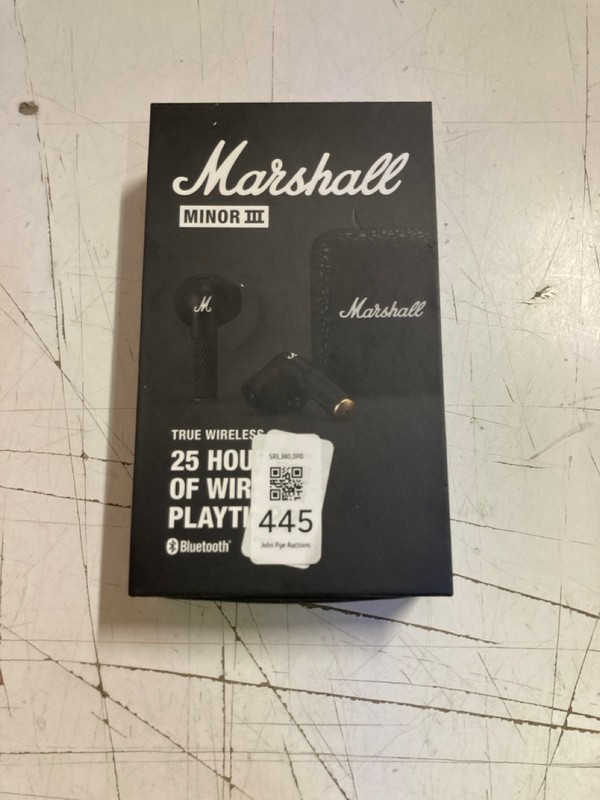 Marshall
MINOR III
M
Marshall
TRUE WIRELESS
25 HOU
OF WIR
PLAYTI
Bluetooth
445
John Pye Auctions